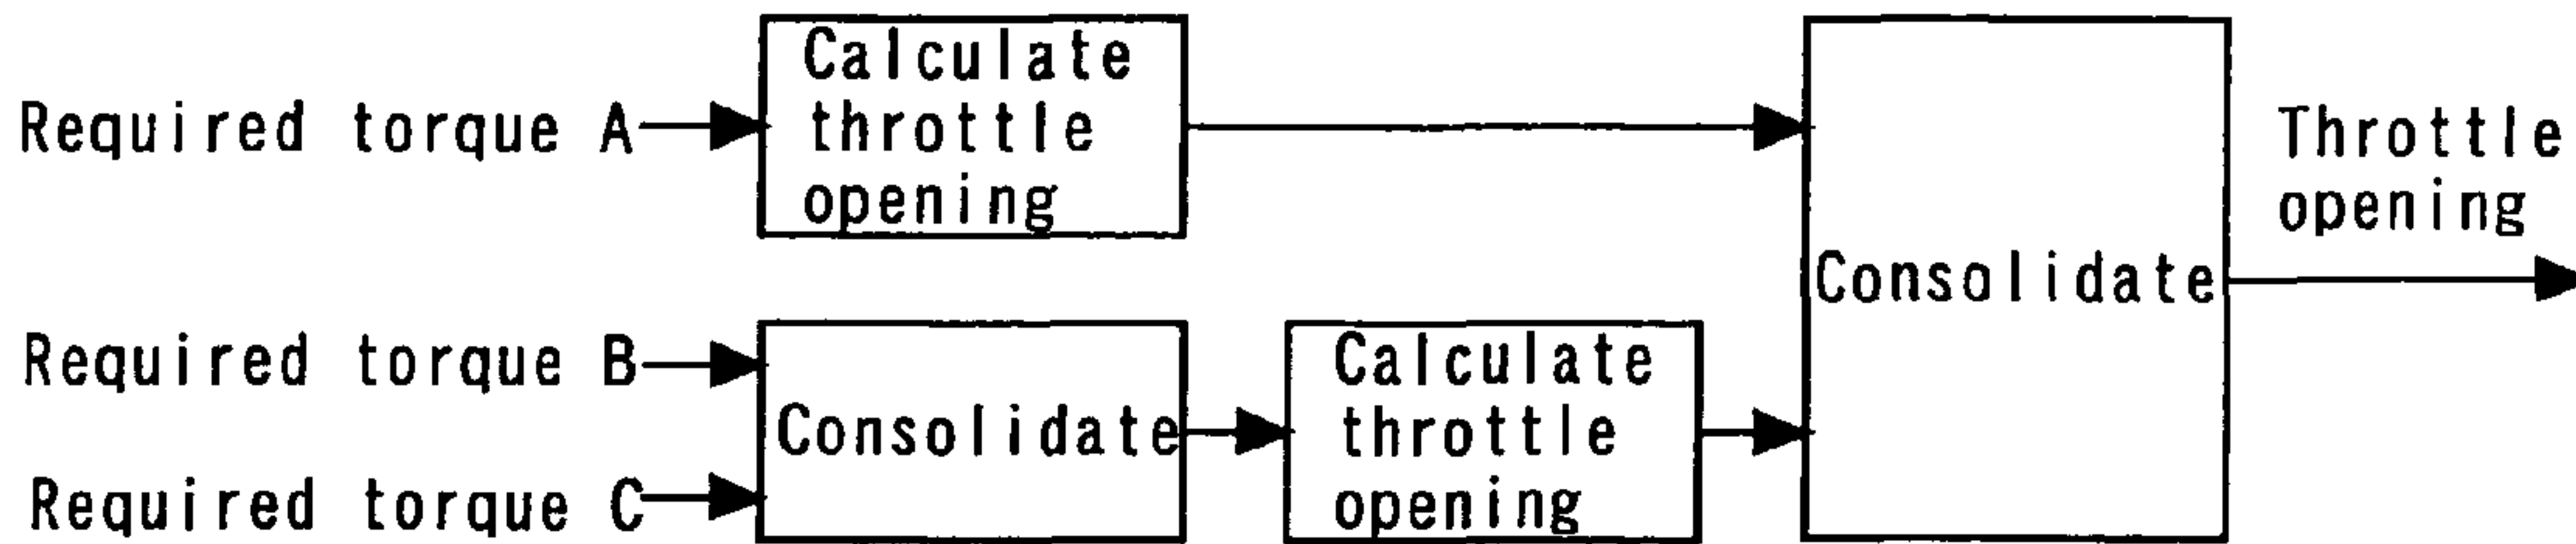 Required torque A
Calculate
throttle
opening
Throttle
opening
Consolidate
Required torque B
Required torque C
Consolidate
Calculate
throttle
opening